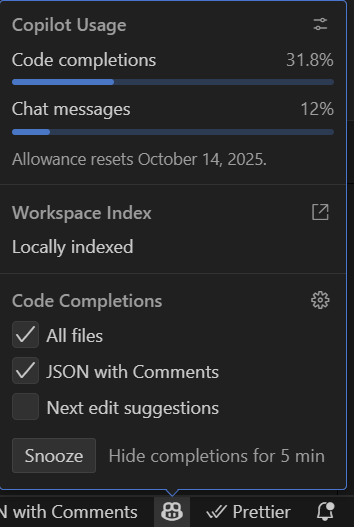 Copilot Usage
Code completions 31.8%
Chat messages 12%
Allowance resets October 14, 2025.
Workspace Index
Locally indexed
Code Completions
All files
JSON with Comments
Next edit suggestions
Snooze Hide completions for 5 min
N with Comments Prettier